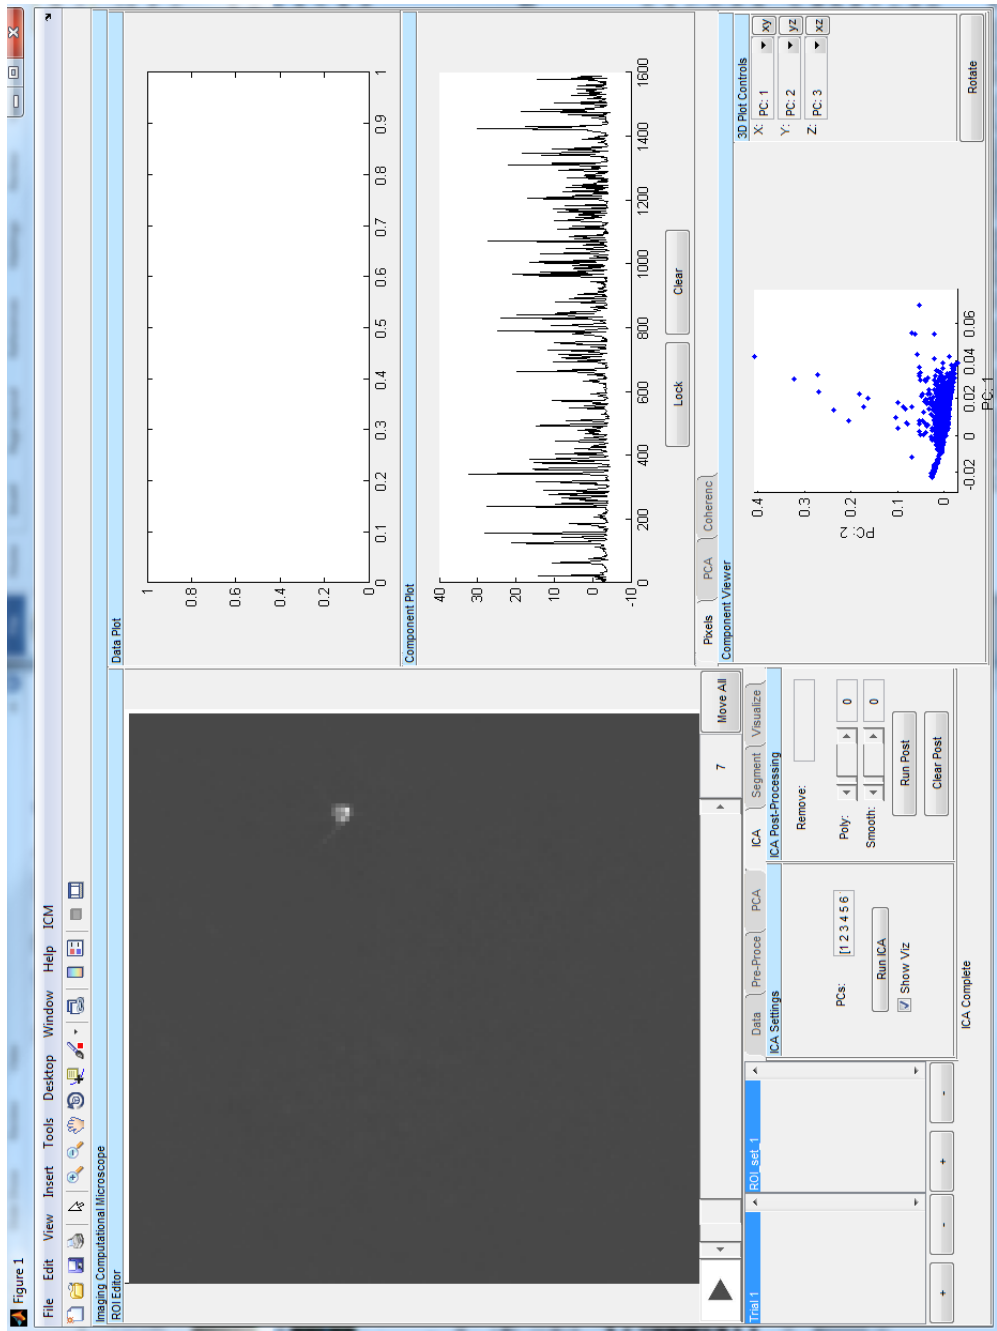 Figure 1
File Edit View Insert Tools Desktop Window Help ICM
Imaging Computational Microscope
ROI Editor
7
Move All
Trial 1
ROI_set_1
+
-
+
-
Data
Pre-Proce
PCA
ICA
Segment
Visualize
ICA Settings
PCs:
[1 2 3 4 5 6
Run ICA
Show Viz
ICA Post-Processing
Remove:
Poly:
0
Smooth:
0
Run Post
Clear Post
ICA Complete
Data Plot
1
0.8
0.6
0.4
0.2
0
0 0.1 0.2 0.3 0.4 0.5 0.6 0.7 0.8 0.9 1
Component Plot
40
30
20
10
0
-10
0 200 400 600 800 1000 1200 1400 1600
Lock
Clear
Pixels
PCA
Coherenc
Component Viewer
0.4
0.3
0.2
0.1
0
PC: 2
-0.02 0 0.02 0.04 0.06
PC: 1
3D Plot Controls
X: PC: 1 xy
Y: PC: 2 yz
Z: PC: 3 xz
Rotate